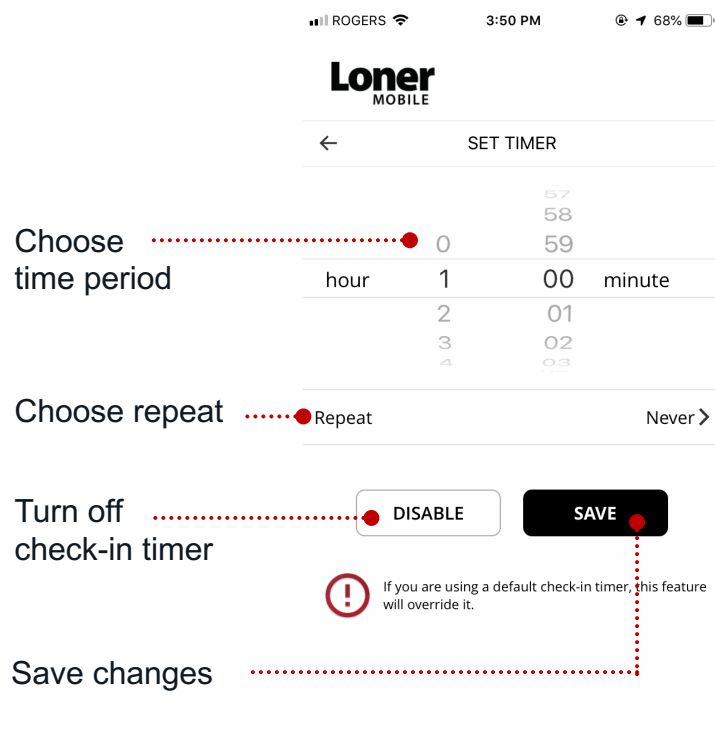 ROGERS 3:50 PM 68%
Loner
MOBILE
SET TIMER
57
58
Choose
time period
0 59
hour 1 00 minute
2 01
3 02
4 03
Choose repeat
Repeat Never
Turn off
check-in timer
DISABLE SAVE
If you are using a default check-in timer, this feature
will override it.
Save changes